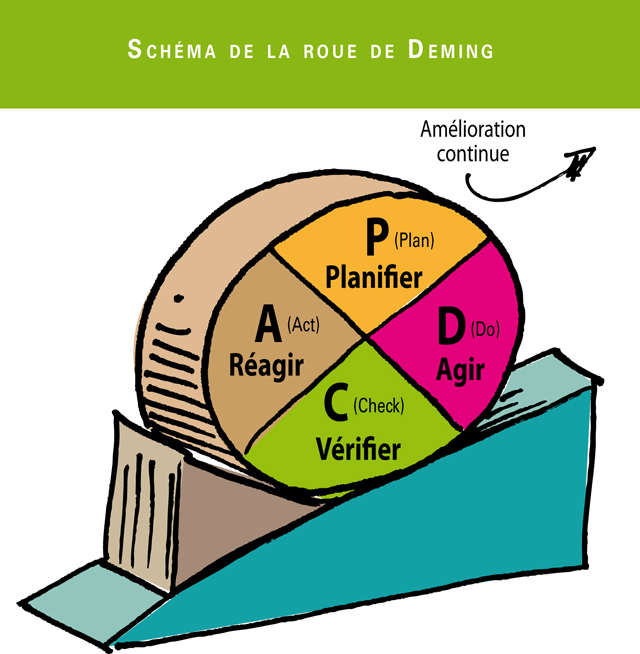 SCHÉMA DE LA ROUE DE DEMING
Amélioration
continue
P (Plan)
Planifier
A (Act)
Réagir
D (Do)
Agir
C (Check)
Vérifier